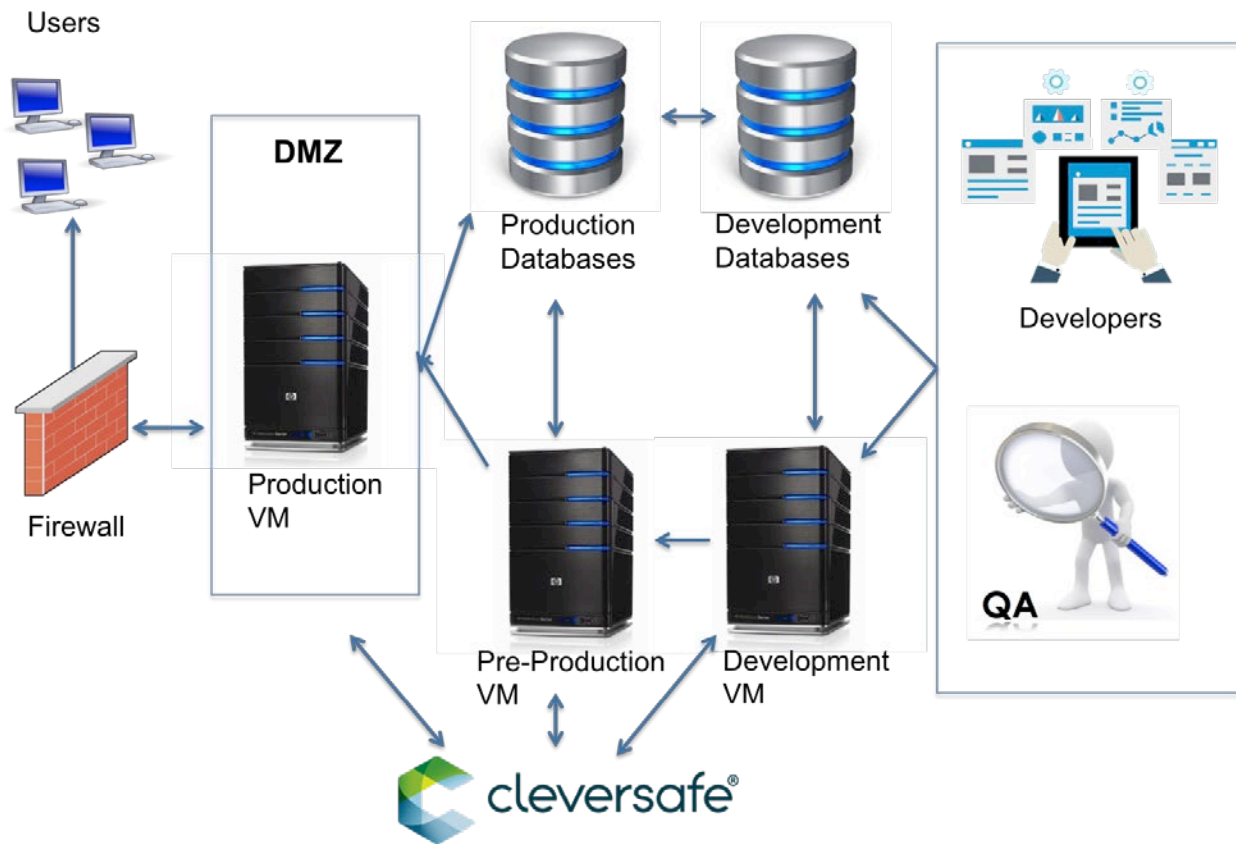 Users
DMZ
Production
Databases
Development
Databases
Developers
Production
VM
Firewall
QA
Pre-Production
VM
Development
VM
cleversafe®